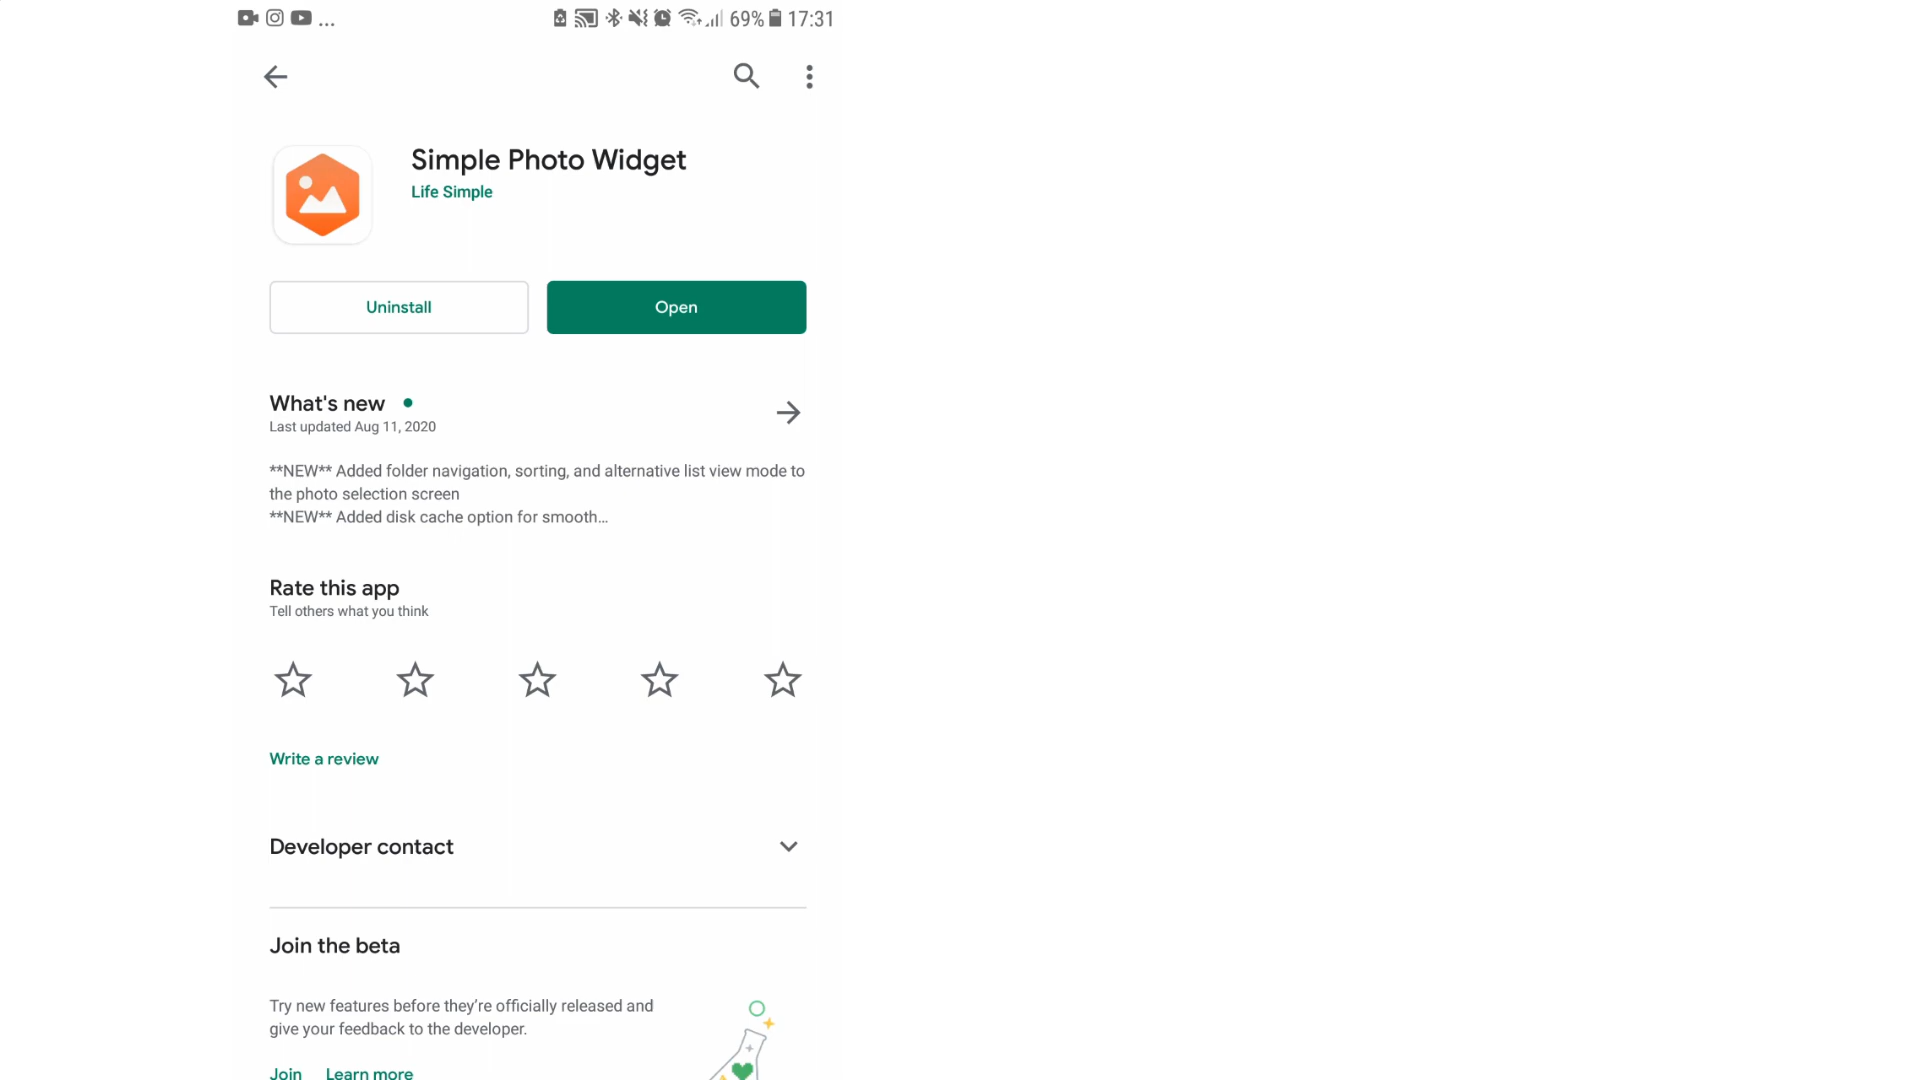 ... 69% 17:31
Simple Photo Widget
Life Simple
Uninstall Open
What's new
Last updated Aug 11, 2020
**NEW** Added folder navigation, sorting, and alternative list view mode to
the photo selection screen
**NEW** Added disk cache option for smooth...
Rate this app
Tell others what you think
Write a review
Developer contact
Join the beta
Try new features before they're officially released and
give your feedback to the developer.
Join Learn more